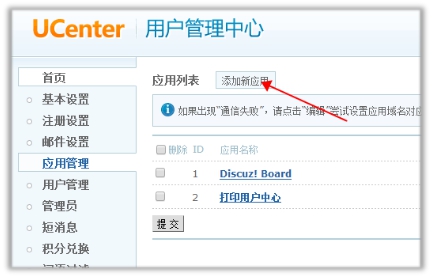 UCenter 用户管理中心
首页
基本设置
注册设置
邮件设置
应用管理
用户管理
管理员
短消息
积分兑换
应用列表 添加新应用
如果出现"通信失败"，请点击"编辑"尝试设置应用域名对应
删除 ID 应用名称
1 Discuz! Board
2 打印用户中心
提 交